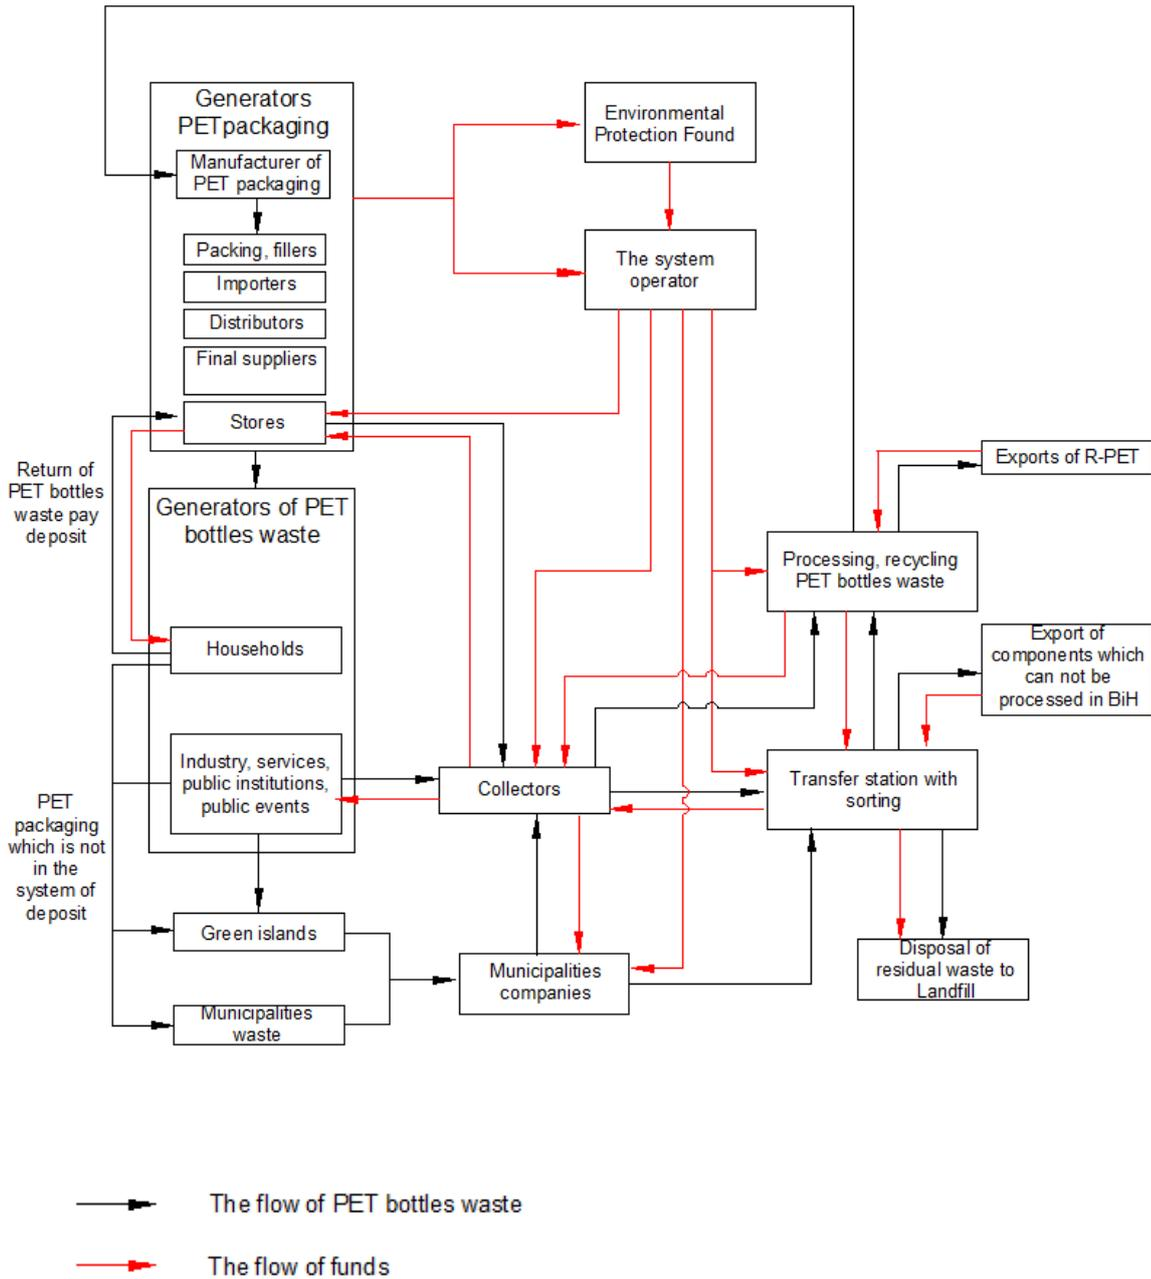 Generators
PETpackaging
Manufacturer of
PET packaging
Packing, fillers
Importers
Distributors
Final suppliers
Stores
Environmental
Protection Found
The system
operator
Return of
PET bottles
waste pay
deposit
Generators of PET
bottles waste
Households
Industry, services,
public institutions,
public events
PET
packaging
which is not
in the
system of
deposit
Green islands
Municipalities
waste
Collectors
Municipalities
companies
Exports of R-PET
Processing, recycling
PET bottles waste
Export of
components which
can not be
processed in BiH
Transfer station with
sorting
Disposal of
residual waste to
Landfill
The flow of PET bottles waste
The flow of funds